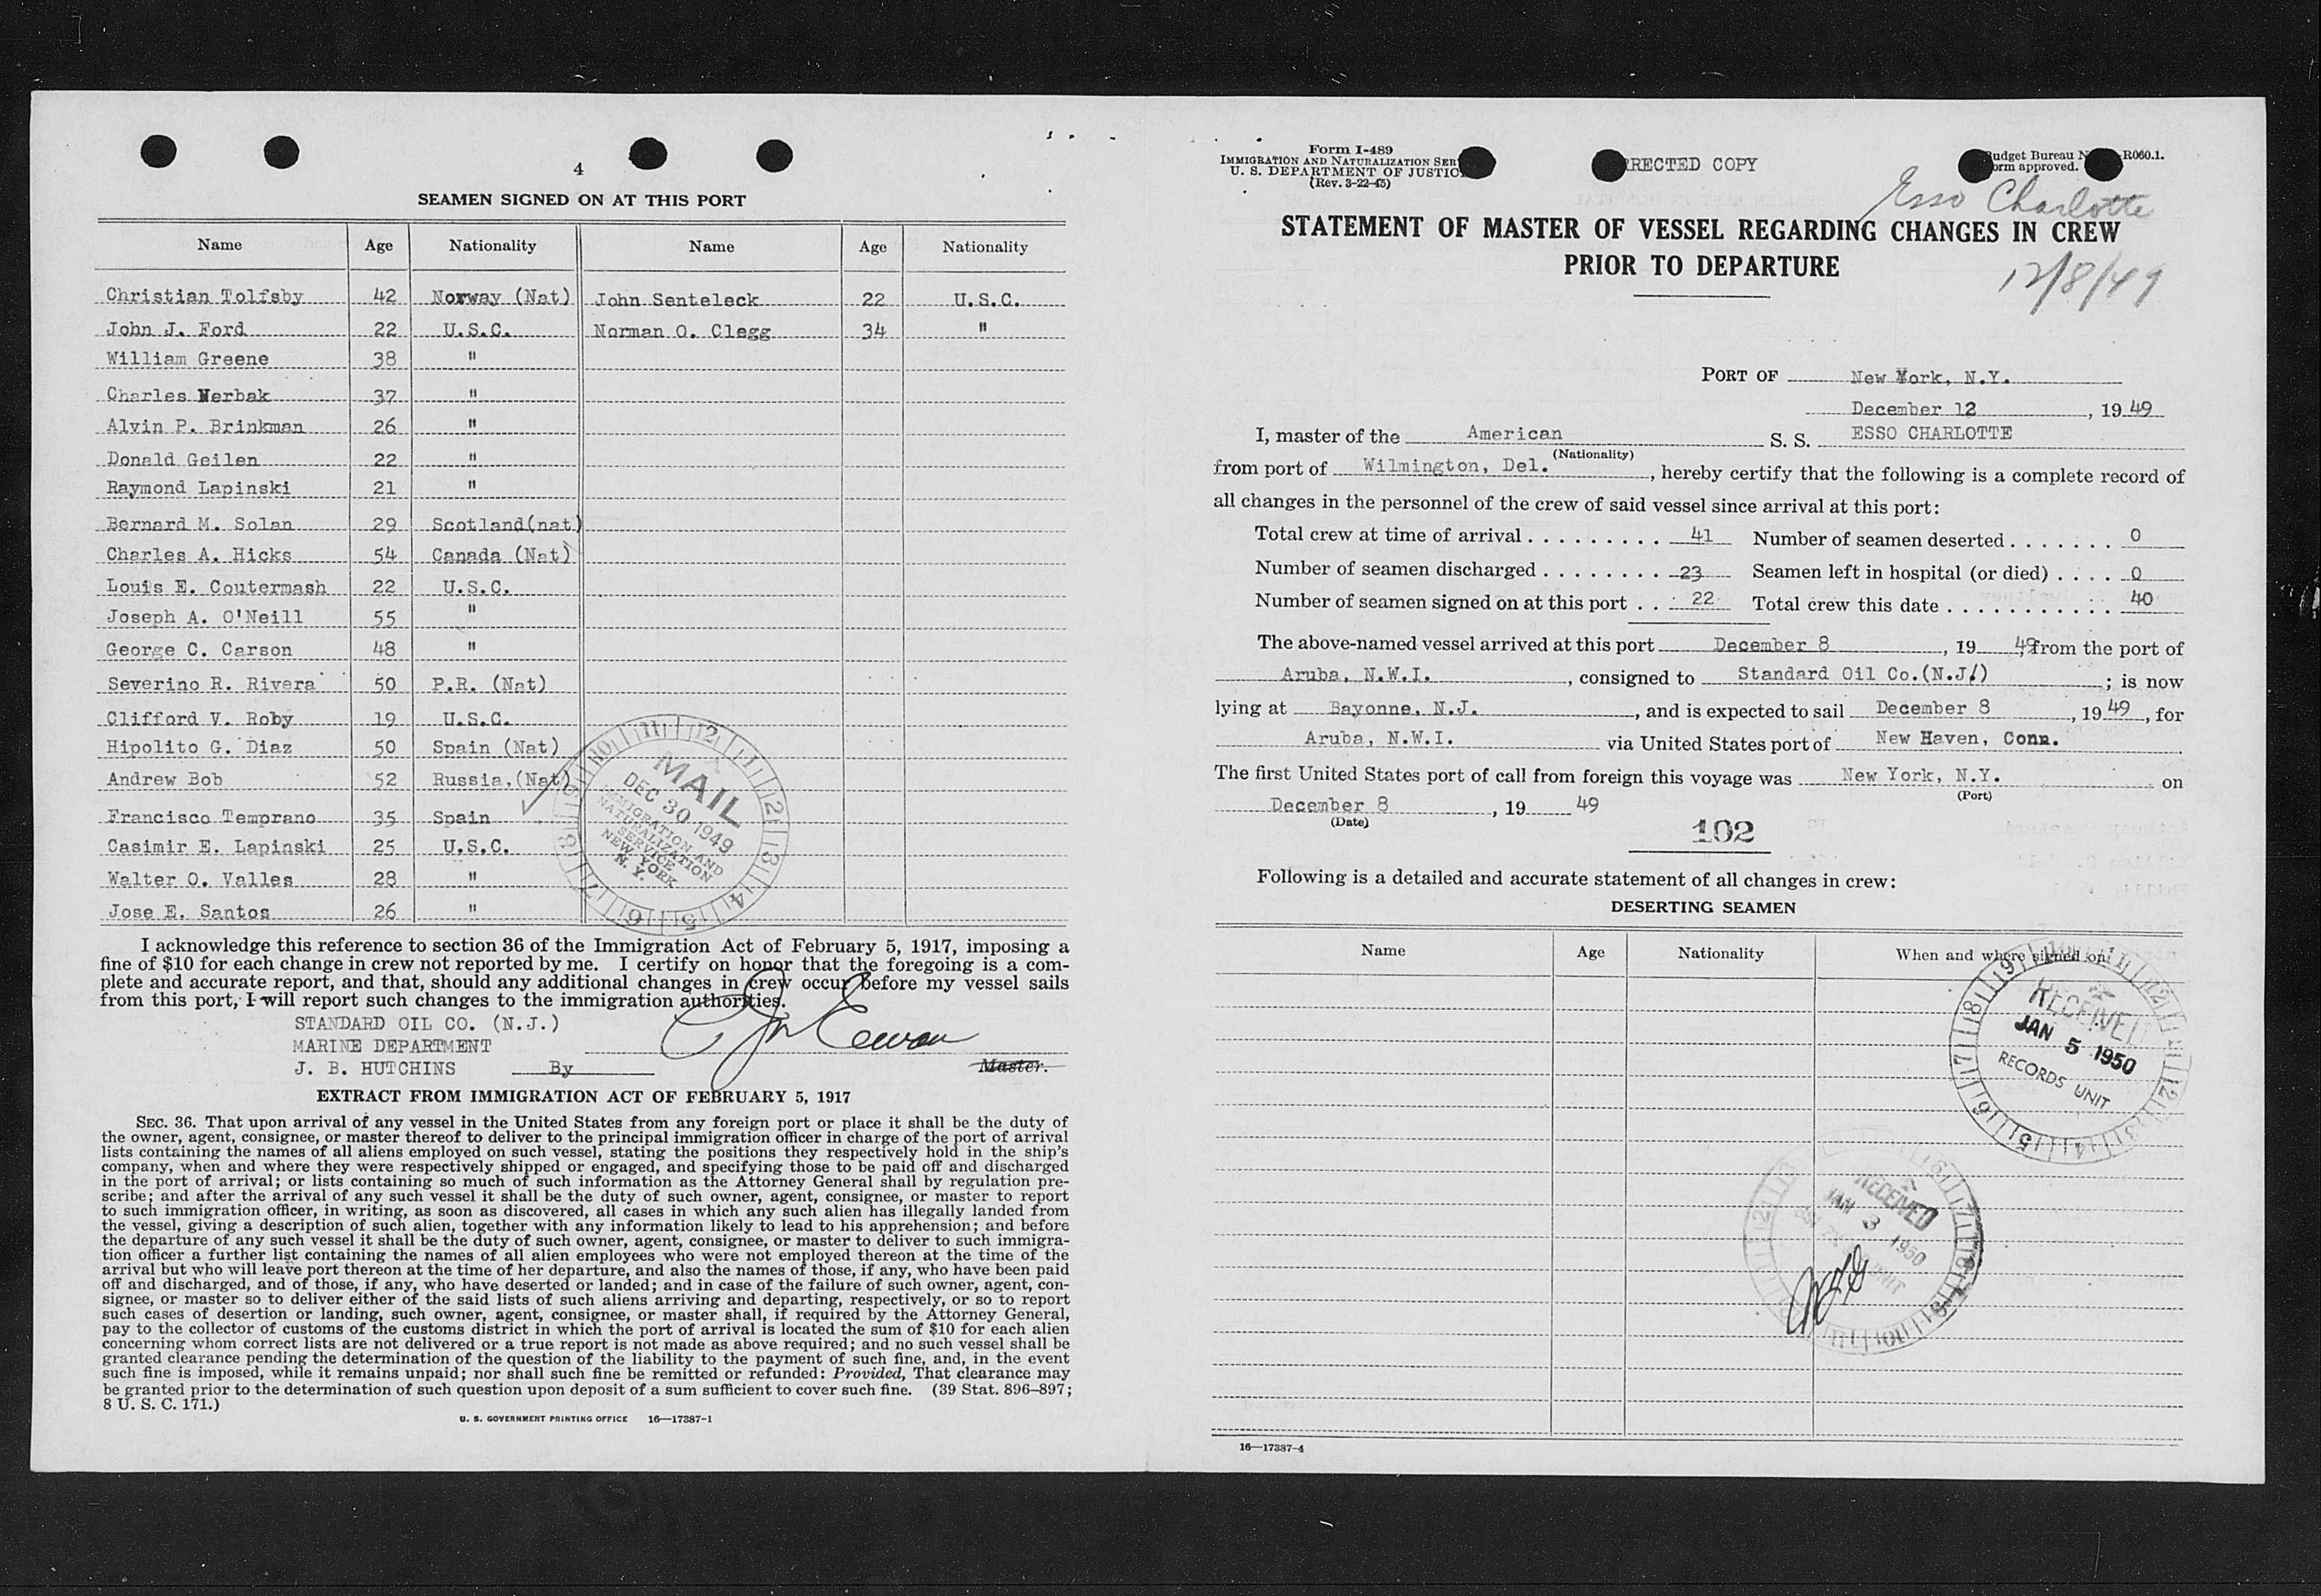 4
SEAMEN SIGNED ON AT THIS PORT
Name Age Nationality Name Age Nationality
Christian Tolfsby 42 Norway (Nat) John Senteleck 22 U.S.C.
John J. Ford 22 U.S.C. Norman O. Clegg 34 "
William Greene 38 "
Charles Nerbak 37 "
Alvin P. Brinkman 26 "
Donald Geilen 22 "
Raymond Lapinski 21 "
Bernard M. Solan 29 Scotland(nat)
Charles A. Hicks 54 Canada (Nat)
Louis E. Coutermash 22 U.S.C.
Joseph A. O'Neill 55 "
George C. Carson 48 "
Severino R. Rivera 50 P.R. (Nat)
Clifford V. Roby 19 U.S.C.
Hipolito G. Diaz 50 Spain (Nat)
Andrew Bob 52 Russia,(Nat)
Francisco Temprano 35 Spain
Casimir E. Lapinski 25 U.S.C.
Walter O. Valles 28 "
Jose E. Santos 26 "
MAIL
DEC 30 1949
IMMIGRATION AND
NATURALIZATION
SERVICE
NEW YORK
N. Y.
I acknowledge this reference to section 36 of the Immigration Act of February 5, 1917, imposing a
fine of $10 for each change in crew not reported by me. I certify on honor that the foregoing is a com-
plete and accurate report, and that, should any additional changes in crew occur before my vessel sails
from this port, I will report such changes to the immigration authorities.
STANDARD OIL CO. (N.J.)
MARINE DEPARTMENT
J. B. HUTCHINS By Master.
EXTRACT FROM IMMIGRATION ACT OF FEBRUARY 5, 1917
SEC. 36. That upon arrival of any vessel in the United States from any foreign port or place it shall be the duty of
the owner, agent, consignee, or master thereof to deliver to the principal immigration officer in charge of the port of arrival
lists containing the names of all aliens employed on such vessel, stating the positions they respectively hold in the ship's
company, when and where they were respectively shipped or engaged, and specifying those to be paid off and discharged
in the port of arrival; or lists containing so much of such information as the Attorney General shall by regulation pre-
scribe; and after the arrival of any such vessel it shall be the duty of such owner, agent, consignee, or master to report
to such immigration officer, in writing, as soon as discovered, all cases in which any such alien has illegally landed from
the vessel, giving a description of such alien, together with any information likely to lead to his apprehension; and before
the departure of any such vessel it shall be the duty of such owner, agent, consignee, or master to deliver to such immigra-
tion officer a further list containing the names of all alien employees who were not employed thereon at the time of the
arrival but who will leave port thereon at the time of her departure, and also the names of those, if any, who have been paid
off and discharged, and of those, if any, who have deserted or landed; and in case of the failure of such owner, agent, con-
signee, or master so to deliver either of the said lists of such aliens arriving and departing, respectively, or so to report
such cases of desertion or landing, such owner, agent, consignee, or master shall, if required by the Attorney General,
pay to the collector of customs of the customs district in which the port of arrival is located the sum of $10 for each alien
concerning whom correct lists are not delivered or a true report is not made as above required; and no such vessel shall be
granted clearance pending the determination of the question of the liability to the payment of such fine, and, in the event
such fine is imposed, while it remains unpaid; nor shall such fine be remitted or refunded: Provided, That clearance may
be granted prior to the determination of such question upon deposit of a sum sufficient to cover such fine. (39 Stat. 896–897;
8 U. S. C. 171.)
U. S. GOVERNMENT PRINTING OFFICE 16—17387-1
Form I-489
IMMIGRATION AND NATURALIZATION SER
U. S. DEPARTMENT OF JUSTIC
(Rev. 3-22-45)
RRECTED COPY
udget Bureau N R060.1.
orm approved.
Esso Charlotte
STATEMENT OF MASTER OF VESSEL REGARDING CHANGES IN CREW
PRIOR TO DEPARTURE
12/8/49
PORT OF New York, N.Y.
December 12, 1949
I, master of the American S. S. ESSO CHARLOTTE
(Nationality)
from port of Wilmington, Del., hereby certify that the following is a complete record of
all changes in the personnel of the crew of said vessel since arrival at this port:
Total crew at time of arrival . . . . . . . . . 41 Number of seamen deserted . . . . . . . 0
Number of seamen discharged . . . . . . . . 23 Seamen left in hospital (or died) . . . . 0
Number of seamen signed on at this port . . 22 Total crew this date . . . . . . . . . . . 40
The above-named vessel arrived at this port December 8, 19 49, from the port of
Aruba, N.W.I., consigned to Standard Oil Co.(N.J.); is now
lying at Bayonne, N.J., and is expected to sail December 8, 19 49, for
Aruba, N.W.I. via United States port of New Haven, Conn.
The first United States port of call from foreign this voyage was New York, N.Y. on
(Port)
December 8, 19 49
(Date)
102
Following is a detailed and accurate statement of all changes in crew:
DESERTING SEAMEN
Name Age Nationality When and where signed on
RECEIVED
JAN 5 1950
RECORDS UNIT
RECEIVED
JAN 3 1950
UNIT
16—17387-4